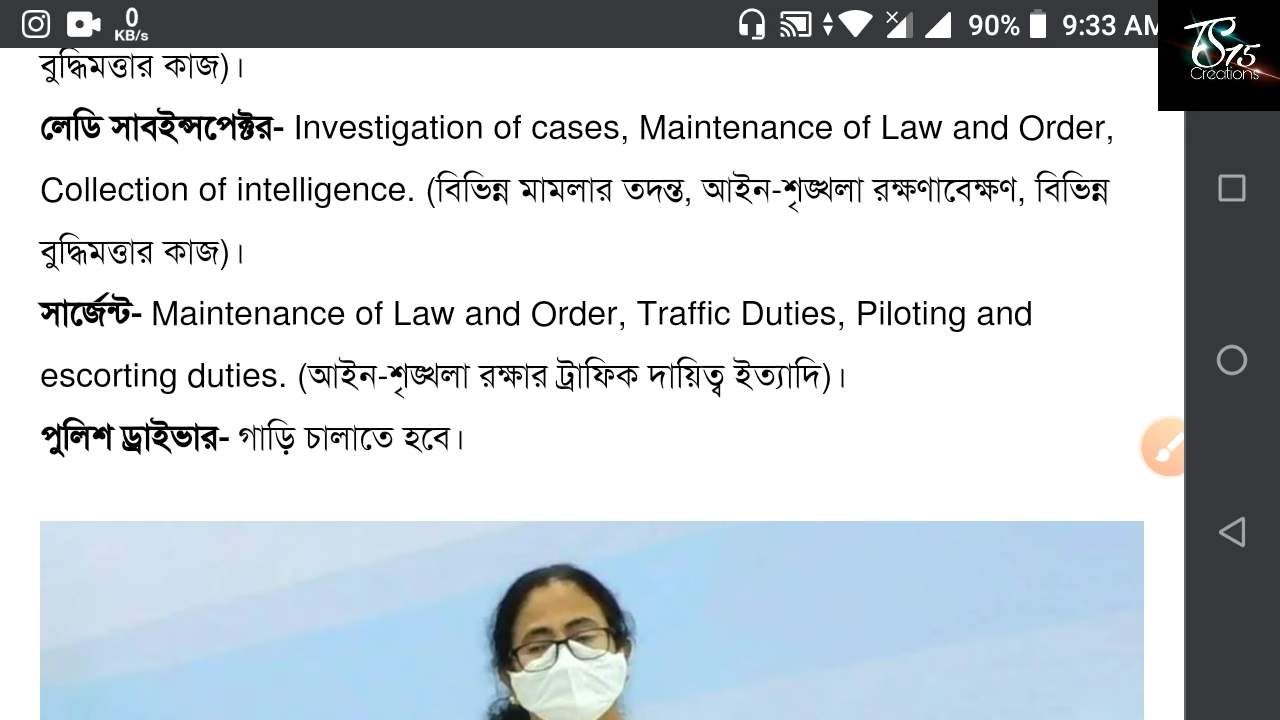 0
KB/s
90%
9:33 AM
TS15
Creations
বুদ্ধিমত্তার কাজ)।
লেডি সাবইন্সপেক্টর- Investigation of cases, Maintenance of Law and Order,
Collection of intelligence. (বিভিন্ন মামলার তদন্ত, আইন-শৃঙ্খলা রক্ষণাবেক্ষণ, বিভিন্ন
বুদ্ধিমত্তার কাজ)।
সার্জেন্ট- Maintenance of Law and Order, Traffic Duties, Piloting and
escorting duties. (আইন-শৃঙ্খলা রক্ষার ট্রাফিক দায়িত্ব ইত্যাদি)।
পুলিশ ড্রাইভার- গাড়ি চালাতে হবে।